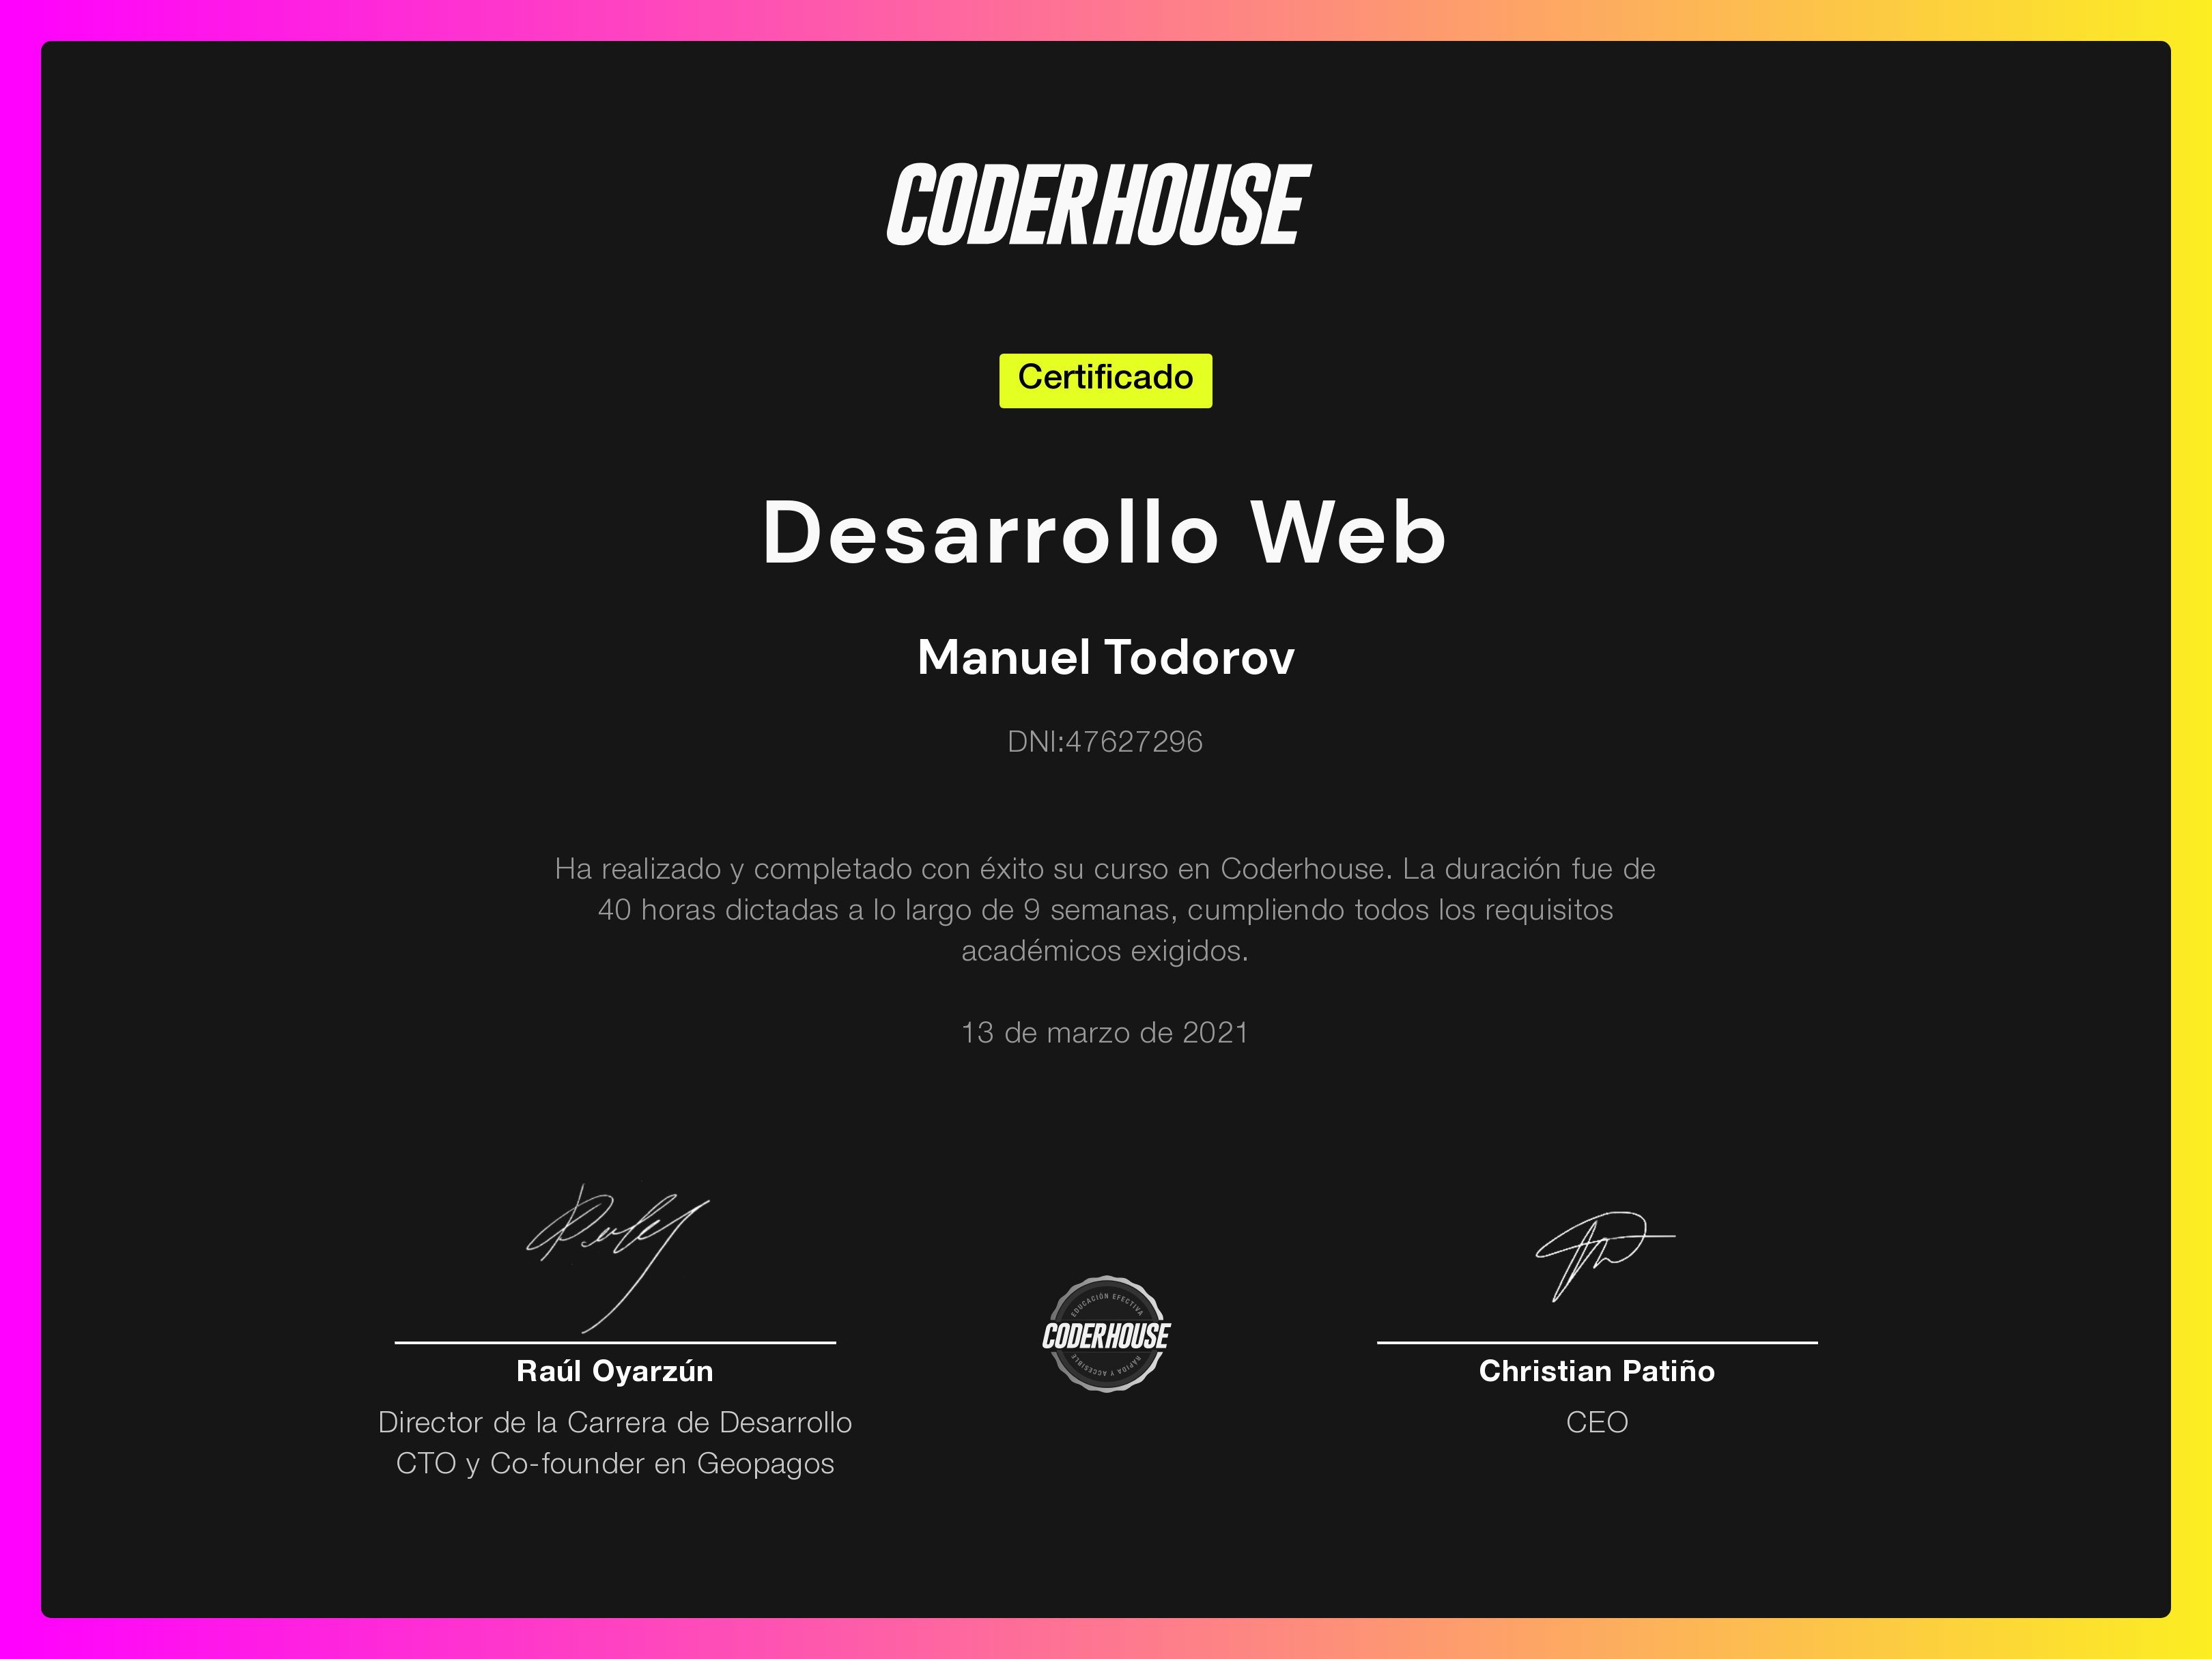 CODERHOUSE
Certificado
Desarrollo Web
Manuel Todorov
DNI:47627296
Ha realizado y completado con éxito su curso en Coderhouse. La duración fue de
40 horas dictadas a lo largo de 9 semanas, cumpliendo todos los requisitos
académicos exigidos.
13 de marzo de 2021
Raúl Oyarzún
Director de la Carrera de Desarrollo
CTO y Co-founder en Geopagos
EDUCACIÓN EFECTIVA
CODERHOUSE
RÁPIDA Y ACCESIBLE
Christian Patiño
CEO